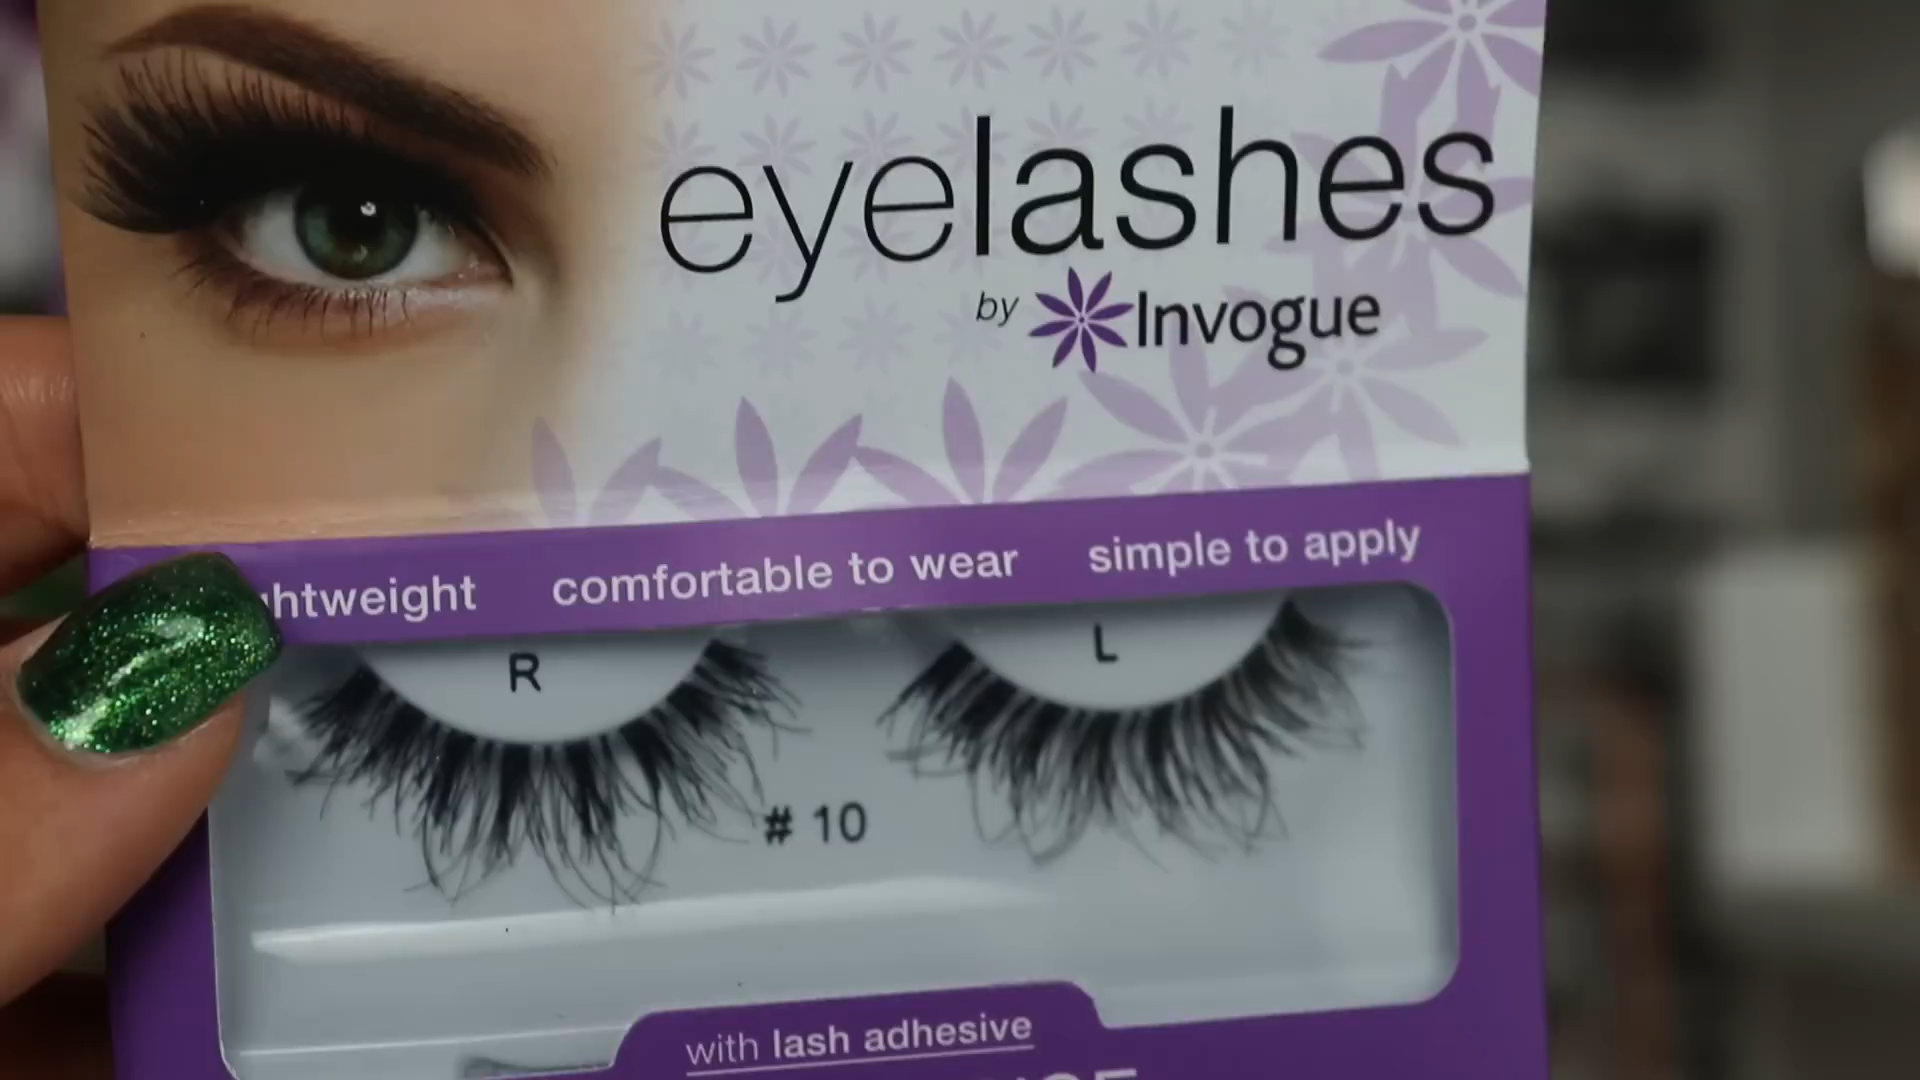 eyelashes
by Invogue
comfortable to wear simple to apply
R
L
# 10
with lash adhesive